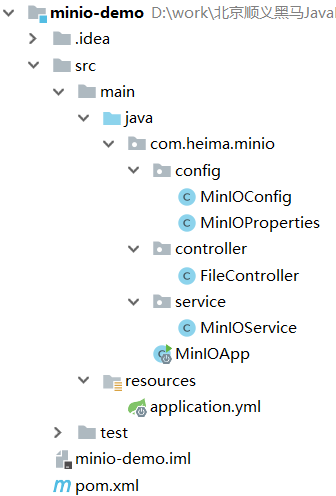 minio-demo D:\work\北京顺义黑马Java
.idea
src
main
java
com.heima.minio
config
MinIOConfig
MinIOProperties
controller
FileController
service
MinIOService
MinIOApp
resources
application.yml
test
minio-demo.iml
pom.xml